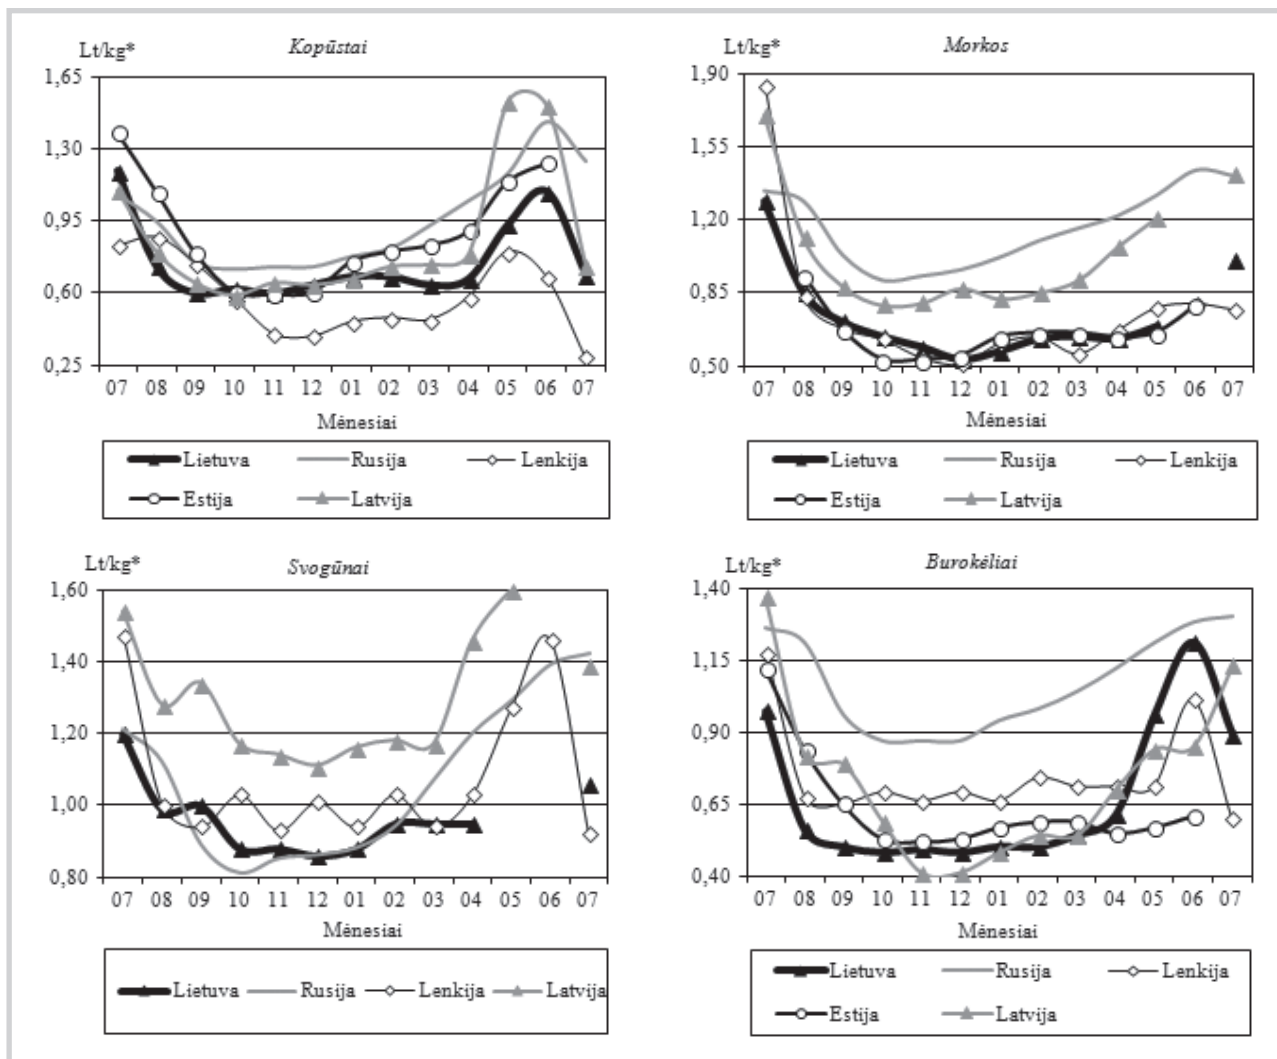 Lt/kg* Kopūstai
1,65
1,30
0,95
0,60
0,25
07 08 09 10 11 12 01 02 03 04 05 06 07
Mėnesiai
Lietuva Rusija Lenkija
Estija Latvija
Lt/kg* Morkos
1,90
1,55
1,20
0,85
0,50
07 08 09 10 11 12 01 02 03 04 05 06 07
Mėnesiai
Lietuva Rusija Lenkija
Estija Latvija
Lt/kg* Svogūnai
1,60
1,40
1,20
1,00
0,80
07 08 09 10 11 12 01 02 03 04 05 06 07
Mėnesiai
Lietuva Rusija Lenkija Latvija
Lt/kg* Burokėliai
1,40
1,15
0,90
0,65
0,40
07 08 09 10 11 12 01 02 03 04 05 06 07
Mėnesiai
Lietuva Rusija Lenkija
Estija Latvija